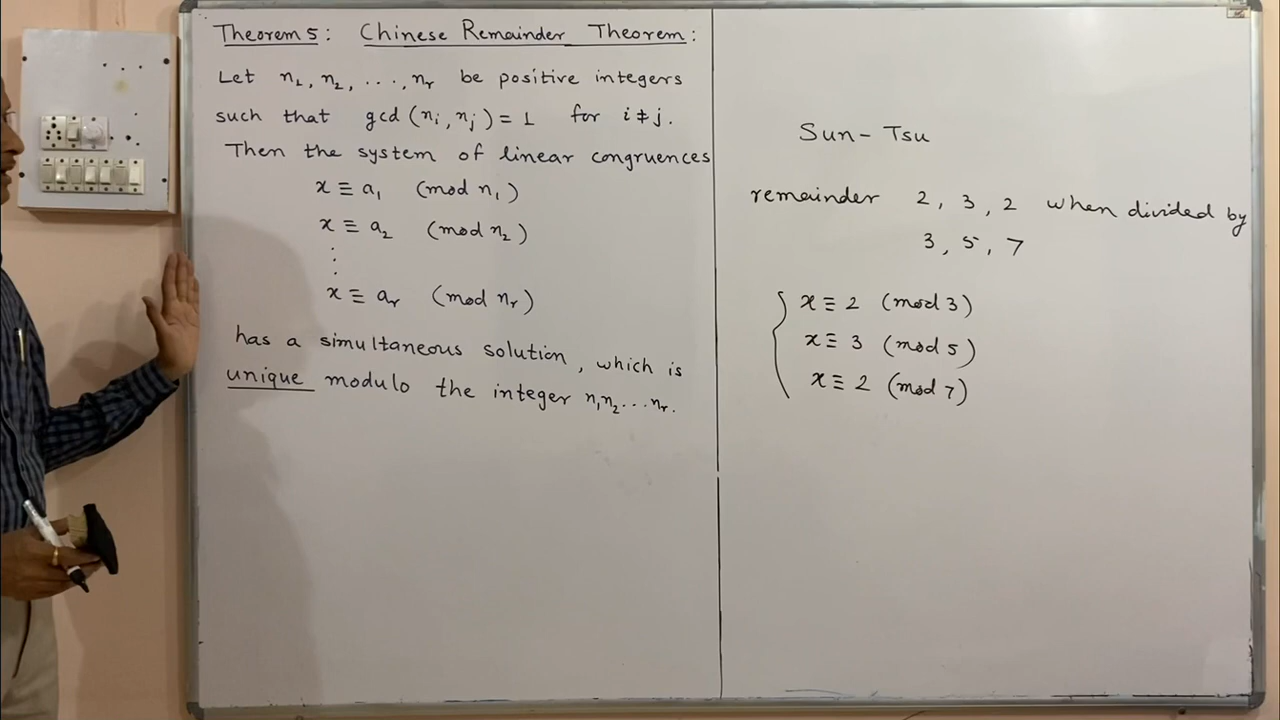 Theorem 5: Chinese Remainder Theorem:
Let n₁, n₂, ..., nᵣ be positive integers
such that gcd (nᵢ, nⱼ) = 1 for i ≠ j.
Then the system of linear congruences
x ≡ a₁ (mod n₁)
x ≡ a₂ (mod n₂)
⋮
x ≡ aᵣ (mod nᵣ)
has a simultaneous solution, which is
unique modulo the integer n₁n₂...nᵣ.
Sun-Tsu
remainder 2, 3, 2 when divided by
3, 5, 7
x ≡ 2 (mod 3)
x ≡ 3 (mod 5)
x ≡ 2 (mod 7)